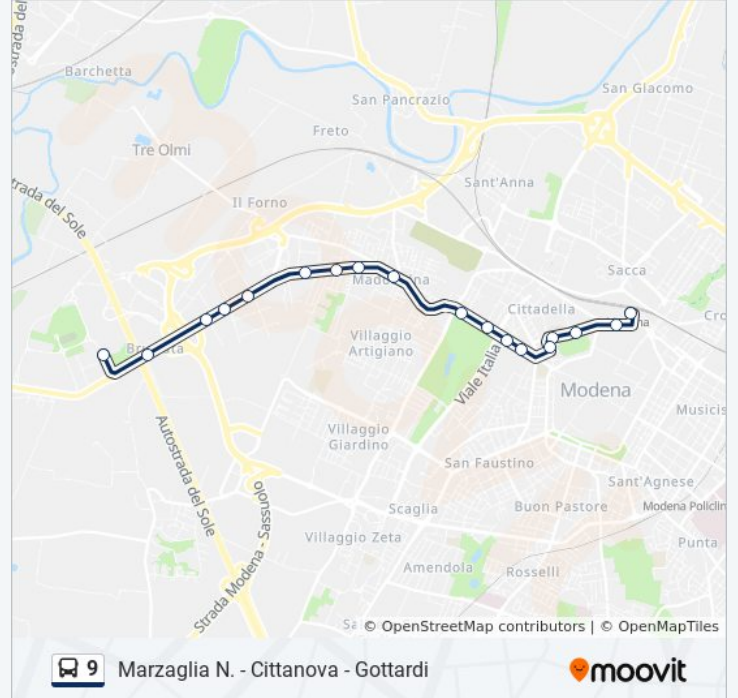 strada del
Barchetta
San Giacomo
San Pancrazio
Freto
Tre Olmi
Sant'Anna
trada del Sole
Il Forno
Sacca
Cittadella
Villaggio
Artigiano
Viale Italia
Modena
Musicis
Autostrada del Sole
Villaggio
Giardino
San Faustino
Sant'Agnese
Scaglia
Buon Pastore
Modena Policlin
Strada Modena - Sassuolo
Villaggio Zeta
Punta
Amendola
Rosselli
© OpenStreetMap contributors | © OpenMapTiles
9 Marzaglia N. - Cittanova - Gottardi
moovit